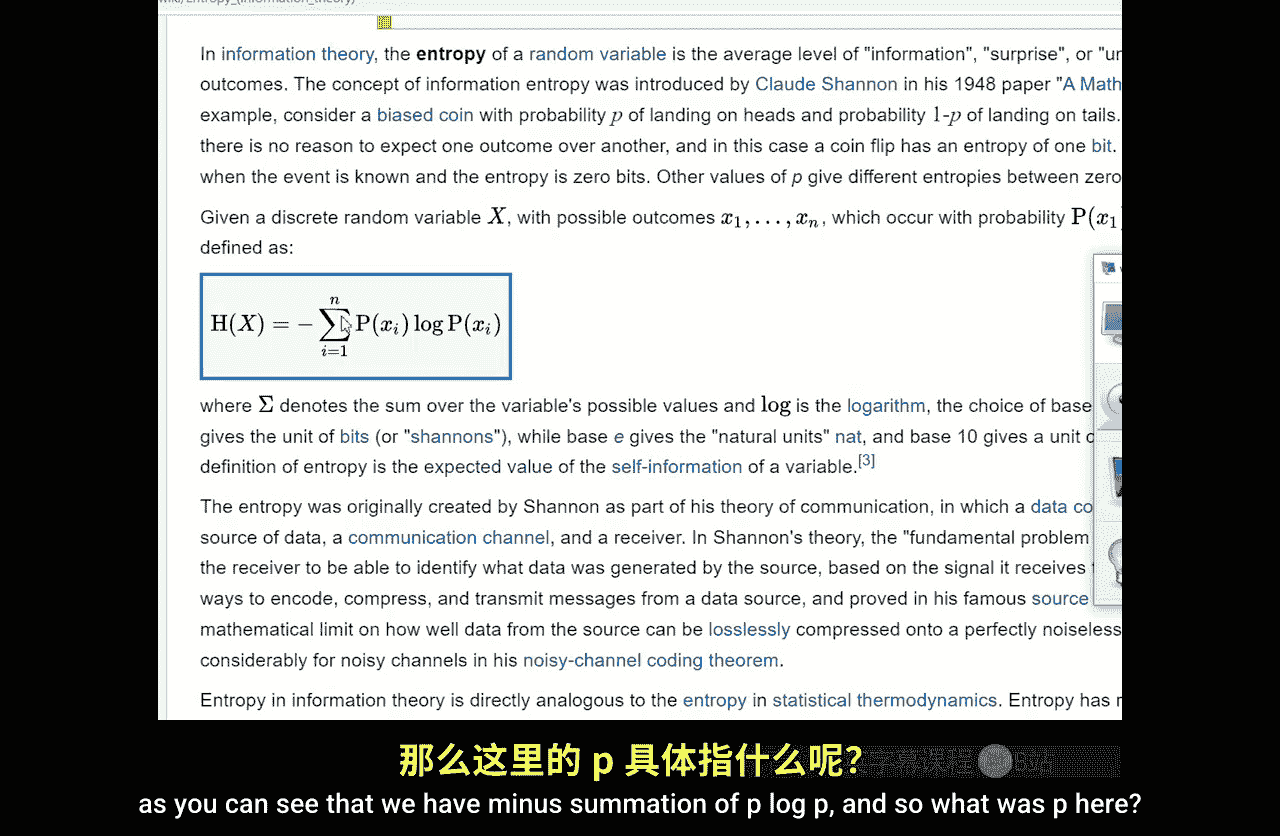 wiki/Entropy_(information_theory)
In information theory, the entropy of a random variable is the average level of "information", "surprise", or "ur
outcomes. The concept of information entropy was introduced by Claude Shannon in his 1948 paper "A Math
example, consider a biased coin with probability p of landing on heads and probability 1-p of landing on tails.
there is no reason to expect one outcome over another, and in this case a coin flip has an entropy of one bit.
when the event is known and the entropy is zero bits. Other values of p give different entropies between zero
Given a discrete random variable X, with possible outcomes x₁, . . . , xₙ, which occur with probability P(x₁)
defined as:
H(X) = − ∑ⁿᵢ₌₁ P(xᵢ) log P(xᵢ)
where Σ denotes the sum over the variable's possible values and log is the logarithm, the choice of base
gives the unit of bits (or "shannons"), while base e gives the "natural units" nat, and base 10 gives a unit o
definition of entropy is the expected value of the self-information of a variable.[3]
The entropy was originally created by Shannon as part of his theory of communication, in which a data co
source of data, a communication channel, and a receiver. In Shannon's theory, the "fundamental problem
the receiver to be able to identify what data was generated by the source, based on the signal it receives
ways to encode, compress, and transmit messages from a data source, and proved in his famous source
mathematical limit on how well data from the source can be losslessly compressed onto a perfectly noiseless
considerably for noisy channels in his noisy-channel coding theorem.
Entropy in information theory is directly analogous to the entropy in statistical thermodynamics. Entropy has r
那么这里的 p 具体指什么呢?
as you can see that we have minus summation of p log p, and so what was p here?